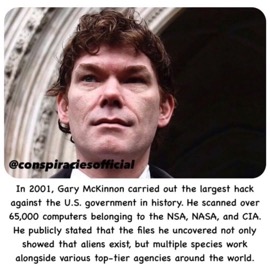 @conspiraciesofficial
In 2001, Gary McKinnon carried out the largest hack
against the U.S. government in history. He scanned over
65,000 computers belonging to the NSA, NASA, and CIA.
He publicly stated that the files he uncovered not only
showed that aliens exist, but multiple species work
alongside various top-tier agencies around the world.